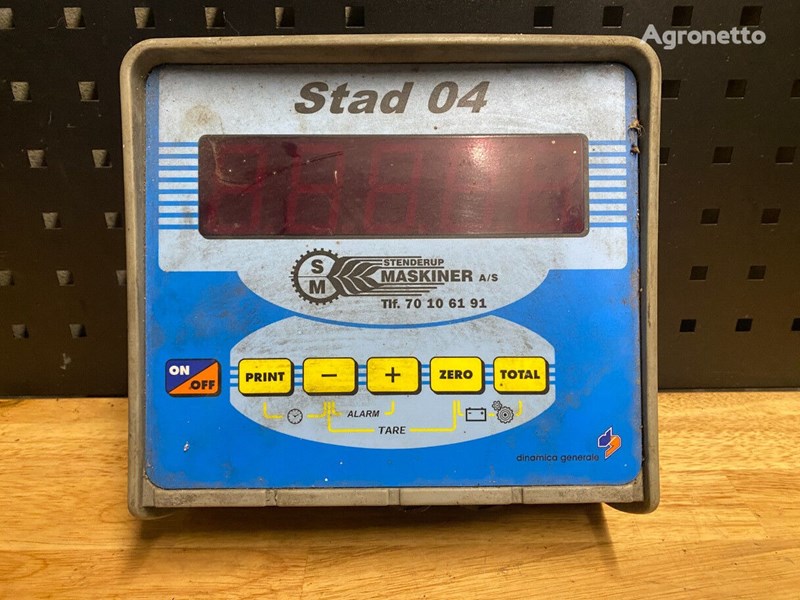 Agronetto
Stad 04
S
M
STENDERUP
MASKINER A/S
Tlf. 70 10 61 91
ON
OFF
PRINT
−
+
ZERO
TOTAL
ALARM
TARE
dinamica generale